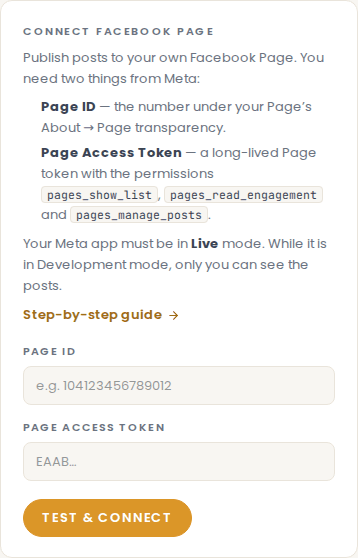 CONNECT FACEBOOK PAGE
Publish posts to your own Facebook Page. You
need two things from Meta:
Page ID — the number under your Page's
About → Page transparency.
Page Access Token — a long-lived Page
token with the permissions
pages_show_list, pages_read_engagement
and pages_manage_posts.
Your Meta app must be in Live mode. While it is
in Development mode, only you can see the
posts.
Step-by-step guide →
PAGE ID
e.g. 104123456789012
PAGE ACCESS TOKEN
EAAB…
TEST & CONNECT